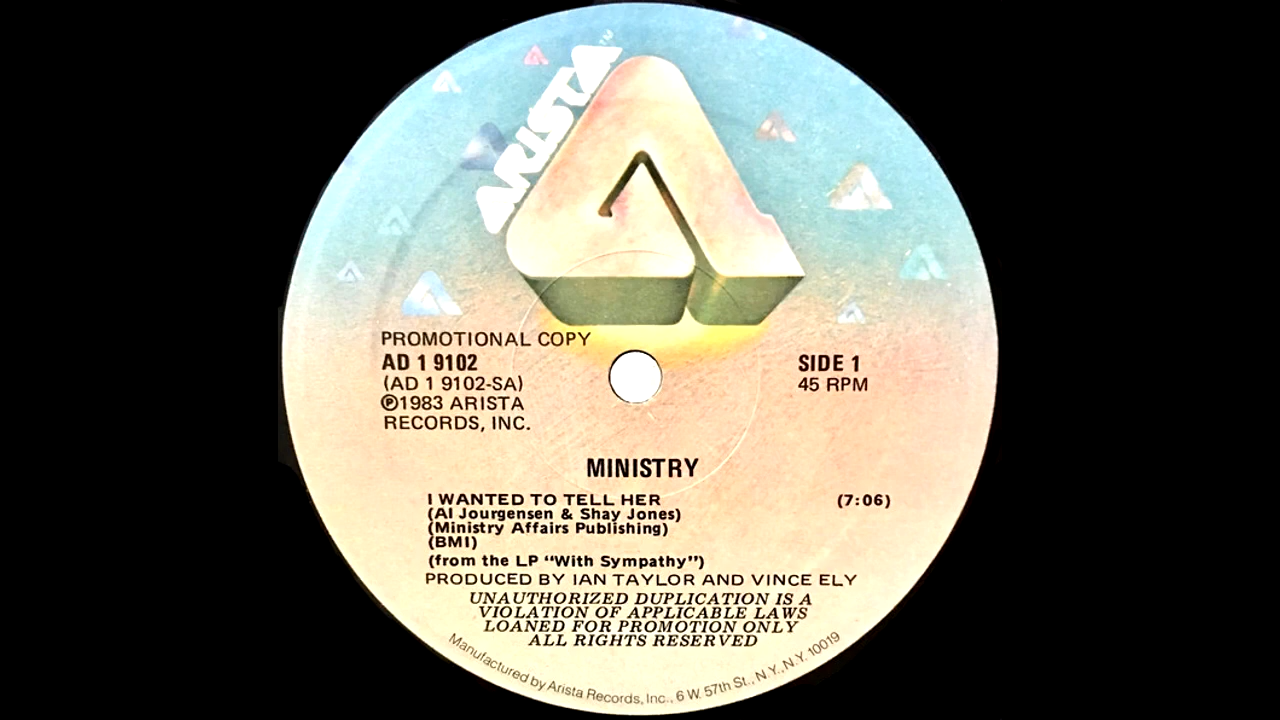 ARISTA™
PROMOTIONAL COPY
AD 1 9102
(AD 1 9102-SA)
℗1983 ARISTA
RECORDS, INC.
SIDE 1
45 RPM
MINISTRY
I WANTED TO TELL HER (7:06)
(Al Jourgensen & Shay Jones)
(Ministry Affairs Publishing)
(BMI)
(from the LP “With Sympathy”)
PRODUCED BY IAN TAYLOR AND VINCE ELY
UNAUTHORIZED DUPLICATION IS A
VIOLATION OF APPLICABLE LAWS
LOANED FOR PROMOTION ONLY
ALL RIGHTS RESERVED
Manufactured by Arista Records, Inc., 6 W. 57th St., N.Y., N.Y. 10019